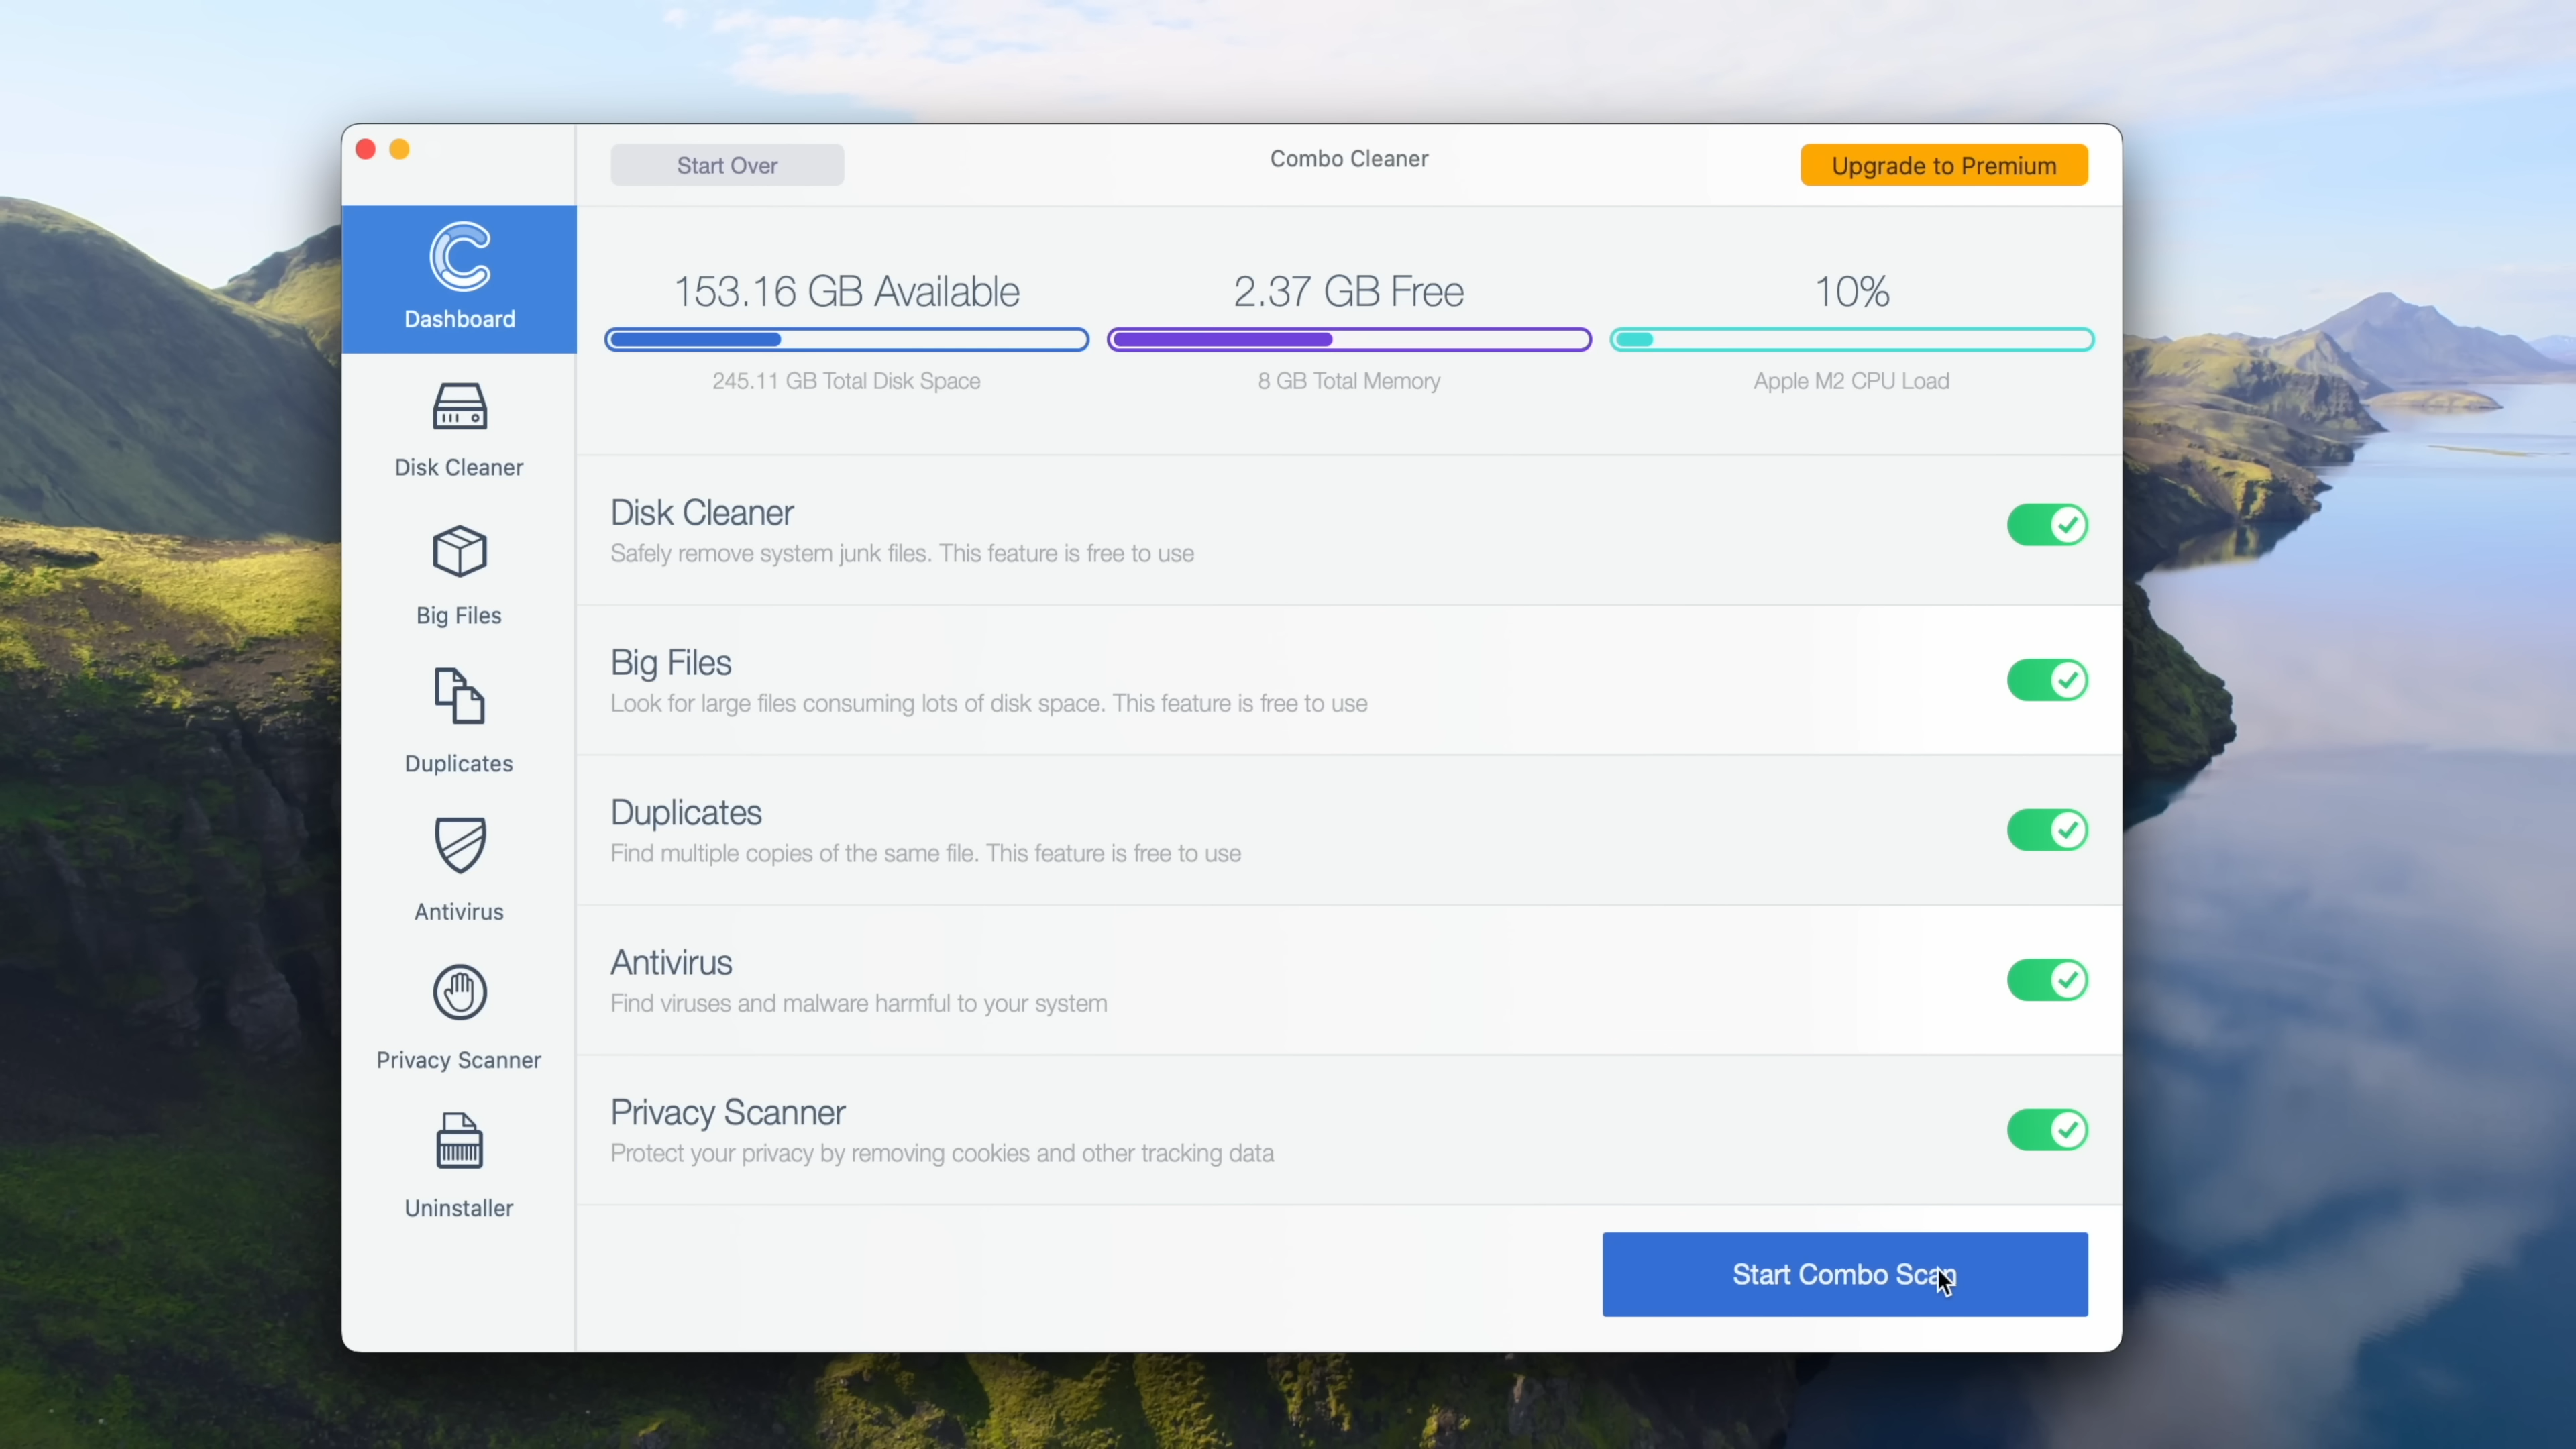 Start Over
Combo Cleaner
Upgrade to Premium
Dashboard
Disk Cleaner
Big Files
Duplicates
Antivirus
Privacy Scanner
Uninstaller
153.16 GB Available
245.11 GB Total Disk Space
2.37 GB Free
8 GB Total Memory
10%
Apple M2 CPU Load
Disk Cleaner
Safely remove system junk files. This feature is free to use
Big Files
Look for large files consuming lots of disk space. This feature is free to use
Duplicates
Find multiple copies of the same file. This feature is free to use
Antivirus
Find viruses and malware harmful to your system
Privacy Scanner
Protect your privacy by removing cookies and other tracking data
Start Combo Scan